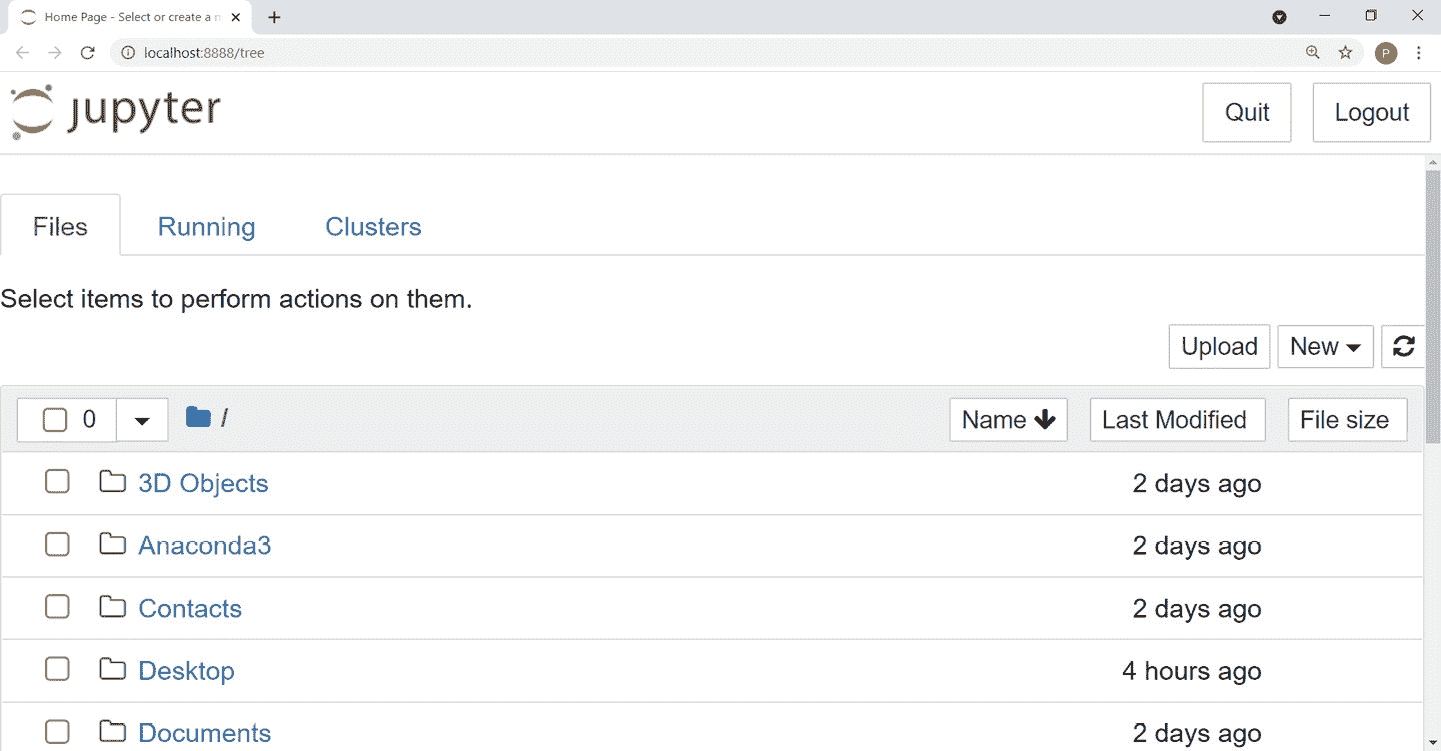 Home Page - Select or create a
localhost:8888/tree
P
jupyter
Quit
Logout
Files
Running
Clusters
Select items to perform actions on them.
Upload
New
0
/
Name
Last Modified
File size
3D Objects
2 days ago
Anaconda3
2 days ago
Contacts
2 days ago
Desktop
4 hours ago
Documents
2 days ago